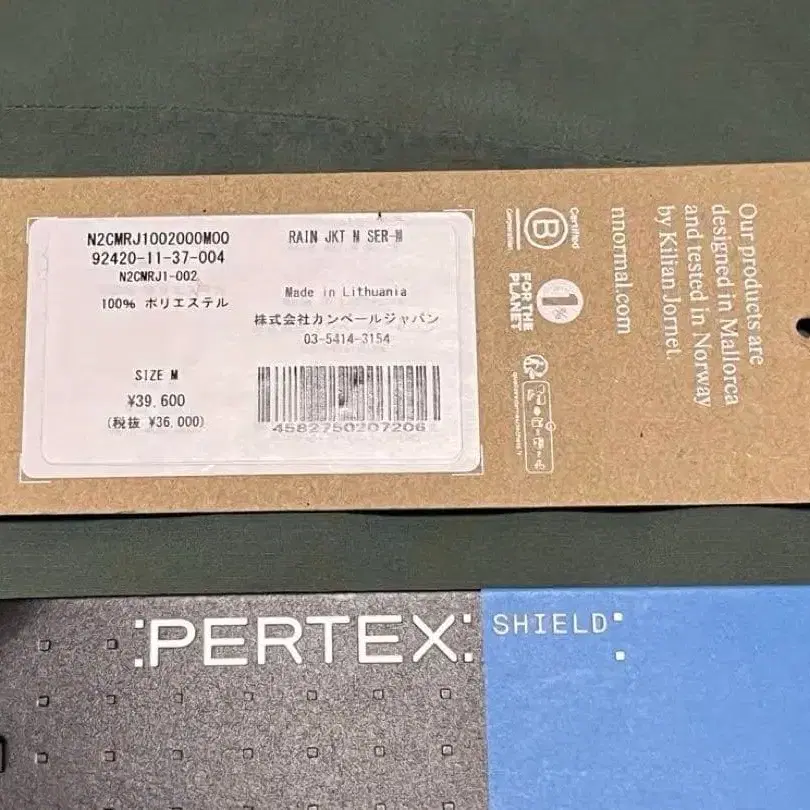 N2CMRJ1002000M00
92420-11-37-004
N2CMRJ1-002
100% ポリエステル
SIZE M
¥39,600
(税抜 ¥36,000)
RAIN JKT M SER-M
Made in Lithuania
株式会社カンベールジャパン
03-5414-3154
4582750207206
Certified
B
Corporation
1%
FOR THE
PLANET
nnormal.com
Our products are
designed in Mallorca
and tested in Norway
by Kilian Jornet.
:PERTEX:
SHIELD